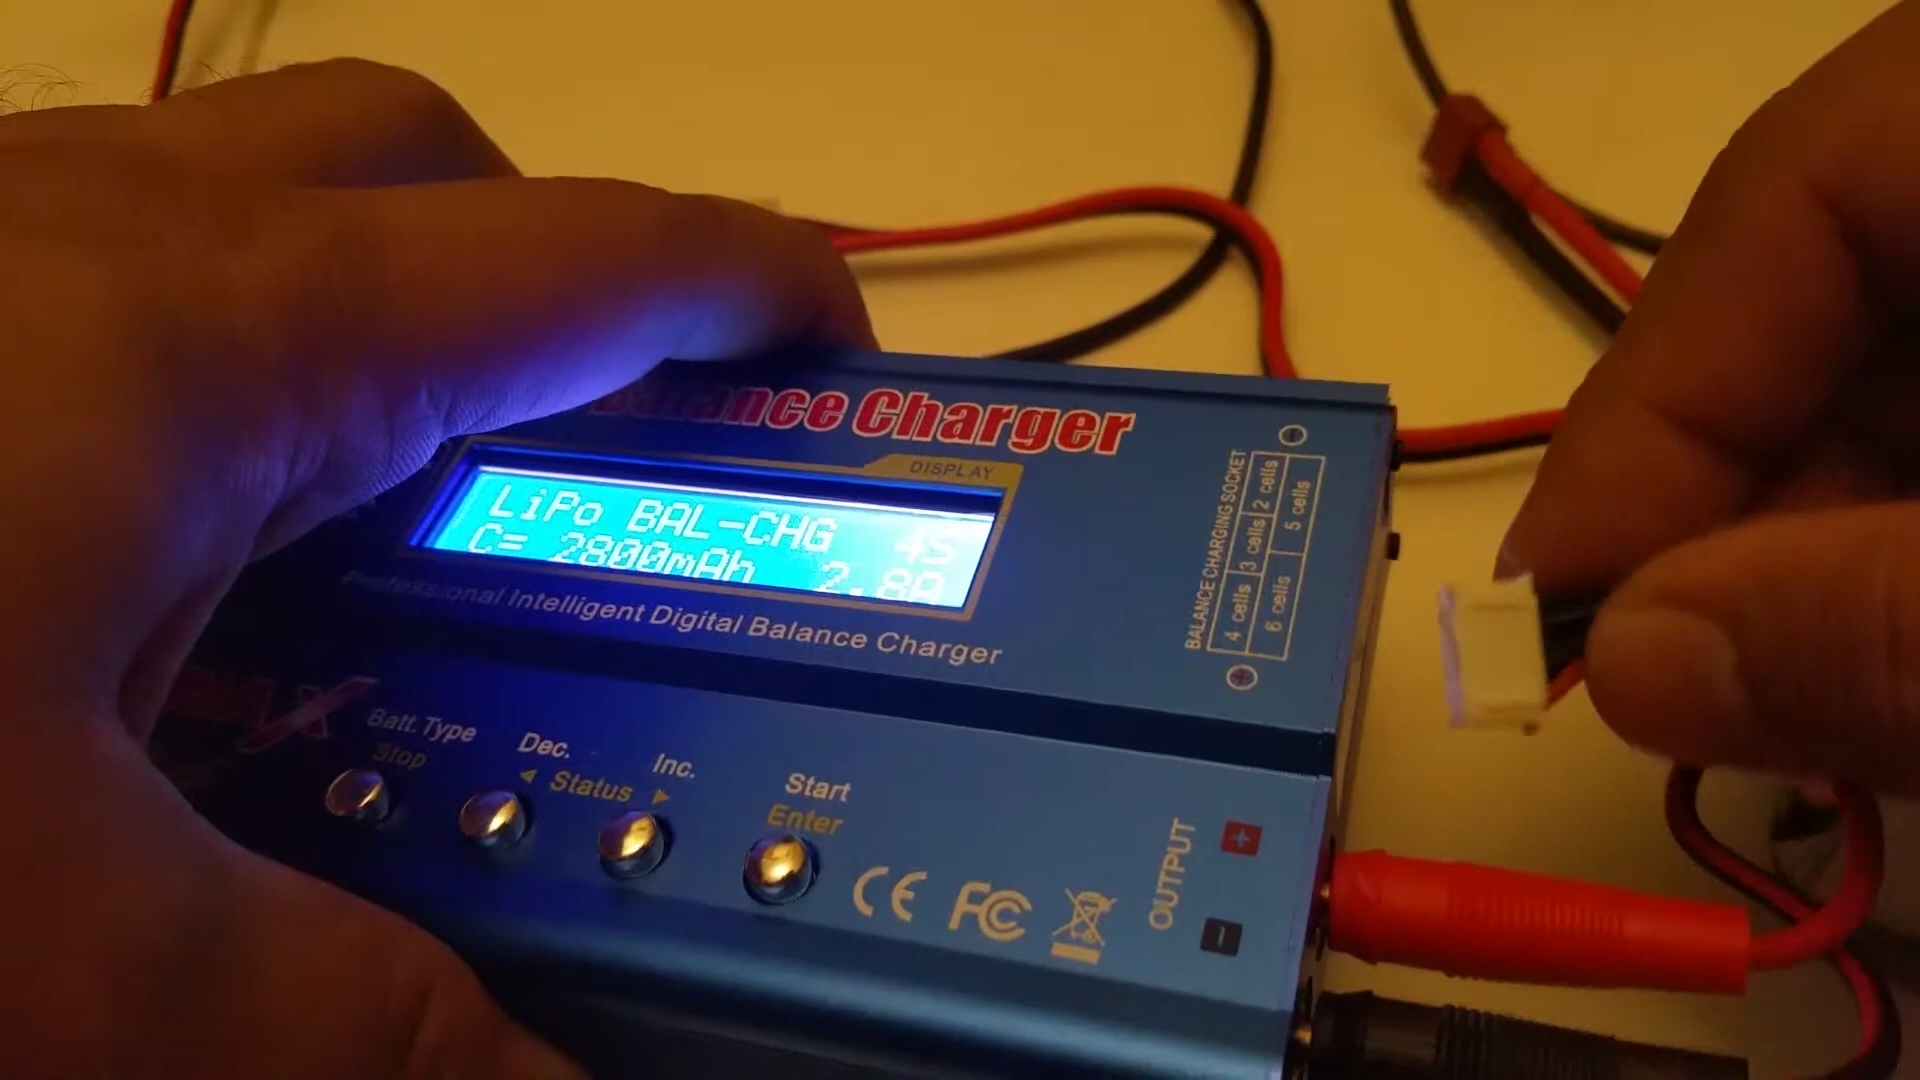 Balance Charger
DISPLAY
LiPo BAL-CHG 4S
C= 2800mAh 2.8A
Professional Intelligent Digital Balance Charger
BALANCE CHARGING SOCKET
4 cells 3 cells 2 cells
6 cells 5 cells
Batt. Type
Stop
Dec. Inc.
◄ Status ►
Start
Enter
CE FC
OUTPUT
+
-